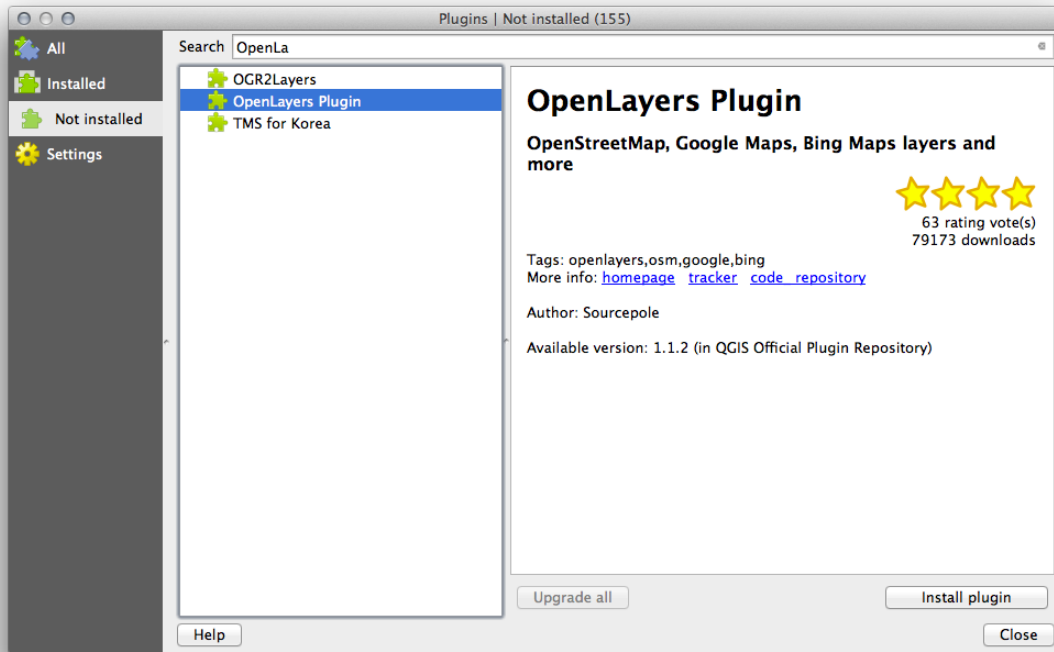 Plugins | Not installed (155)
All
Installed
Not installed
Settings
Search OpenLa
OGR2Layers
OpenLayers Plugin
TMS for Korea
OpenLayers Plugin
OpenStreetMap, Google Maps, Bing Maps layers and
more
63 rating vote(s)
79173 downloads
Tags: openlayers,osm,google,bing
More info: homepage tracker code_repository
Author: Sourcepole
Available version: 1.1.2 (in QGIS Official Plugin Repository)
Upgrade all
Install plugin
Help
Close